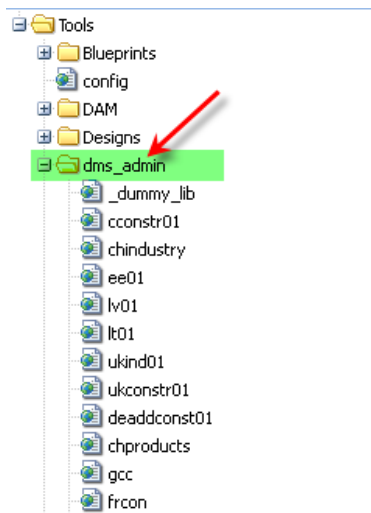 Tools
Blueprints
config
DAM
Designs
dms_admin
_dummy_lib
cconstr01
chindustry
ee01
lv01
lt01
ukind01
ukconstr01
deaddconst01
chproducts
gcc
frcon